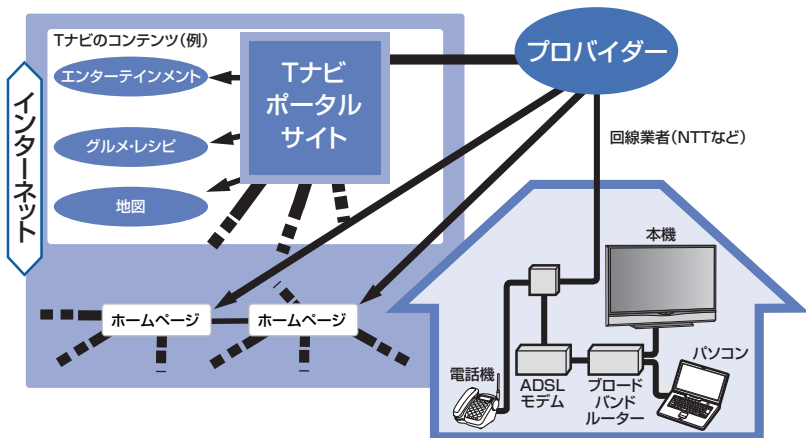 Tナビのコンテンツ(例)
エンターテインメント
グルメ・レシピ
地図
Tナビ
ポータル
サイト
プロバイダー
インターネット
回線業者(NTTなど)
本機
ホームページ
ホームページ
電話機
ADSL
モデム
ブロード
バンド
ルーター
パソコン